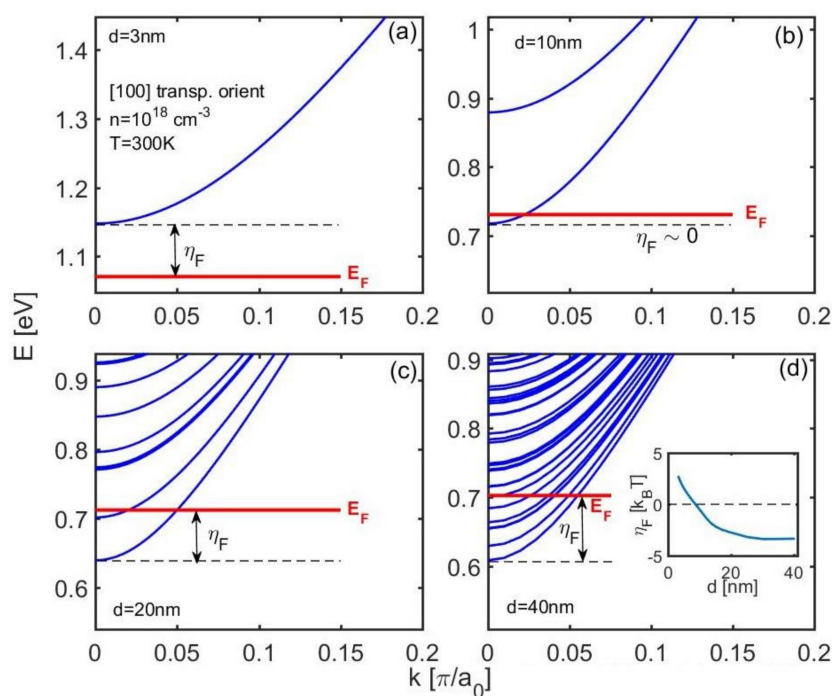 (a)
d=3nm
[100] transp. orient
n=10^18 cm^-3
T=300K
η_F
E_F
1.4
1.3
1.2
1.1
0 0.05 0.1 0.15 0.2
(b)
d=10nm
E_F
η_F ~ 0
1
0.9
0.8
0.7
0 0.05 0.1 0.15 0.2
E [eV]
(c)
E_F
η_F
d=20nm
0.9
0.8
0.7
0.6
0 0.05 0.1 0.15 0.2
(d)
E_F
η_F
d=40nm
0.9
0.8
0.7
0.6
0 0.05 0.1 0.15 0.2
η_F [k_BT]
5
0
-5
0 20 40
d [nm]
k [π/a_0]